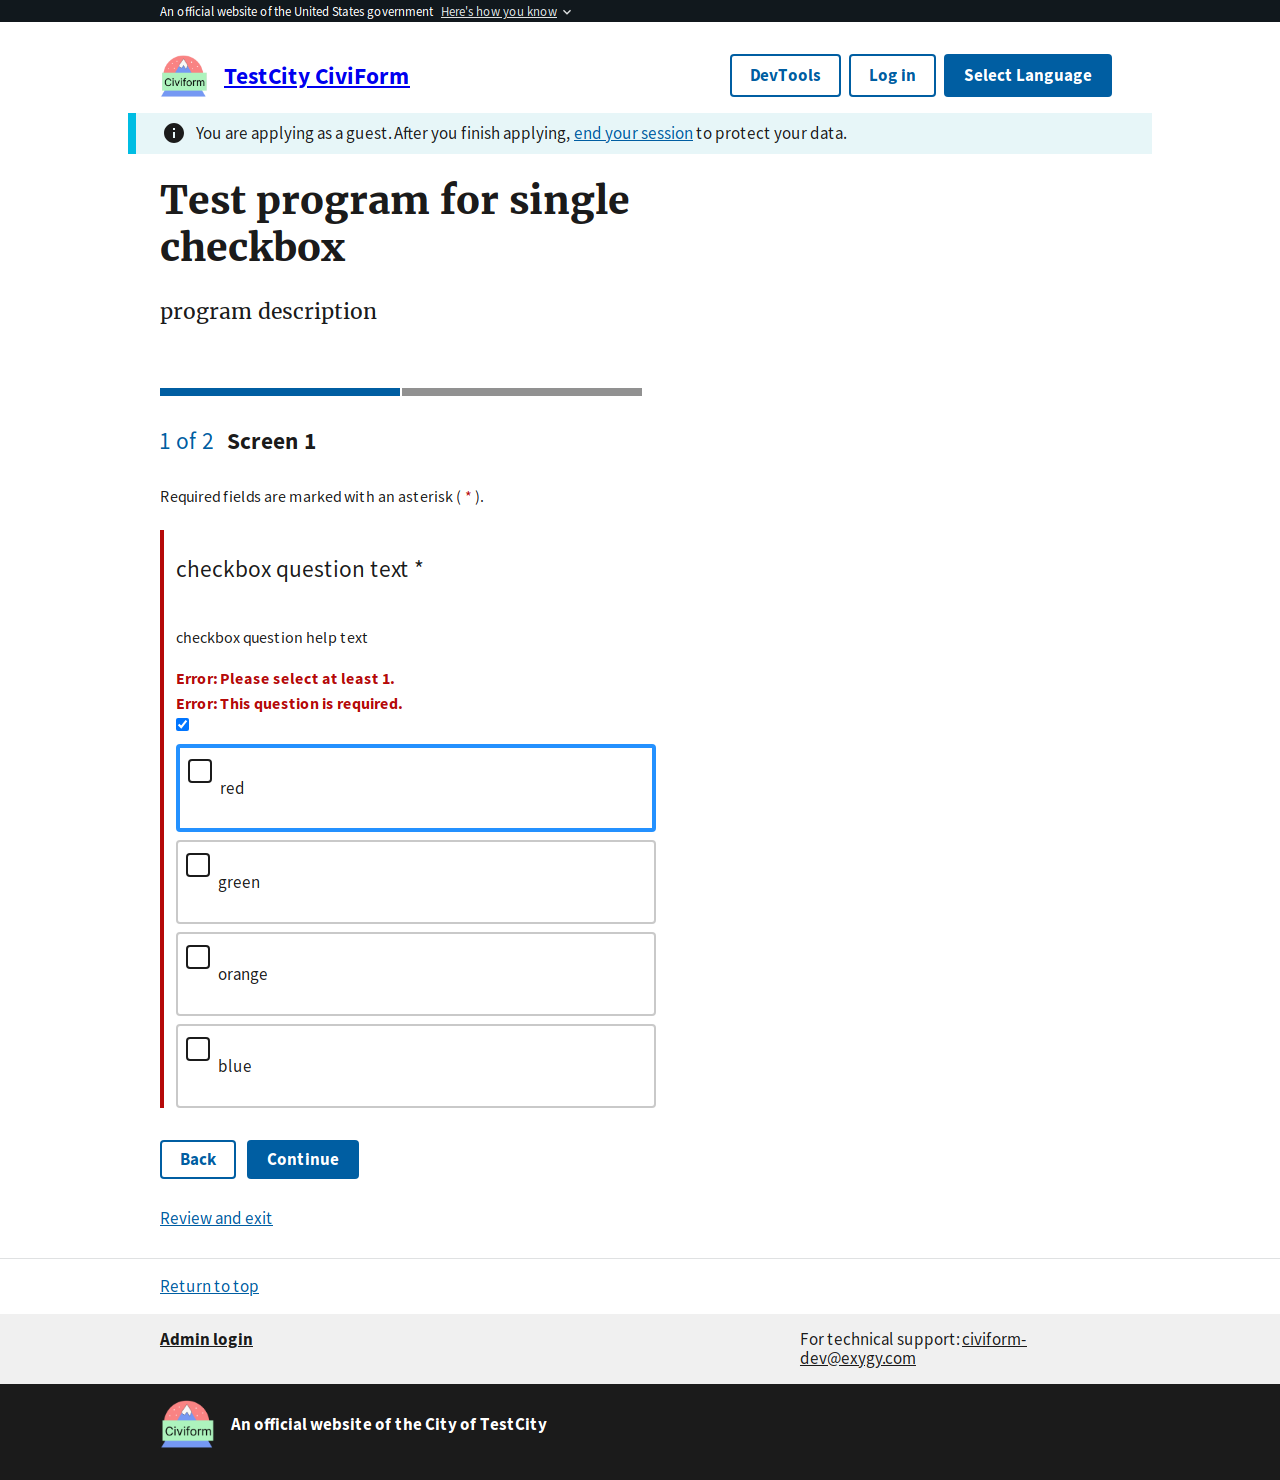 An official website of the United States government Here's how you know
Civiform
TestCity CiviForm
DevTools
Log in
Select Language
You are applying as a guest. After you finish applying, end your session to protect your data.
Test program for single
checkbox
program description
1 of 2 Screen 1
Required fields are marked with an asterisk ( * ).
checkbox question text *
checkbox question help text
Error: Please select at least 1.
Error: This question is required.
red
green
orange
blue
Back
Continue
Review and exit
Return to top
Admin login
For technical support: civiform-
dev@exygy.com
Civiform
An official website of the City of TestCity